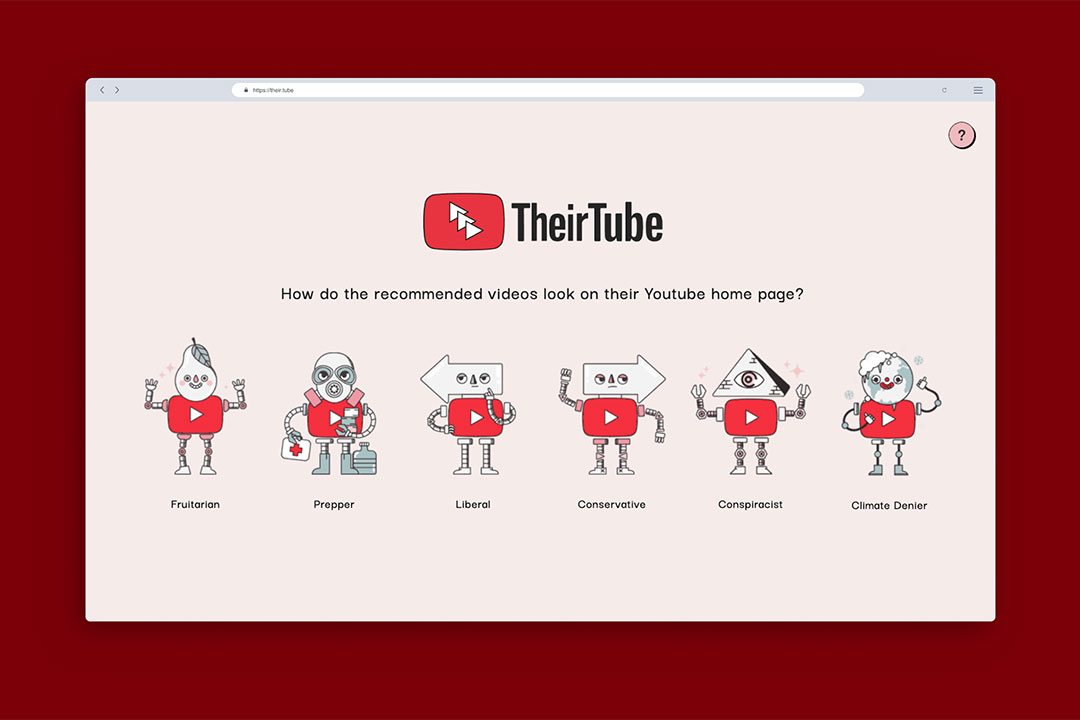 https://their.tube
?
TheirTube
How do the recommended videos look on their Youtube home page?
Fruitarian
Prepper
Liberal
Conservative
Conspiracist
Climate Denier